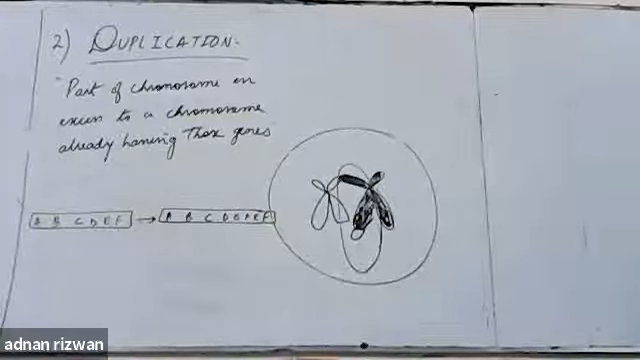 2) DUPLICATION-
"Part of chromosome in
excess to a chromosome
already having those genes"
A B C D E F → A B C D E F
adnan rizwan